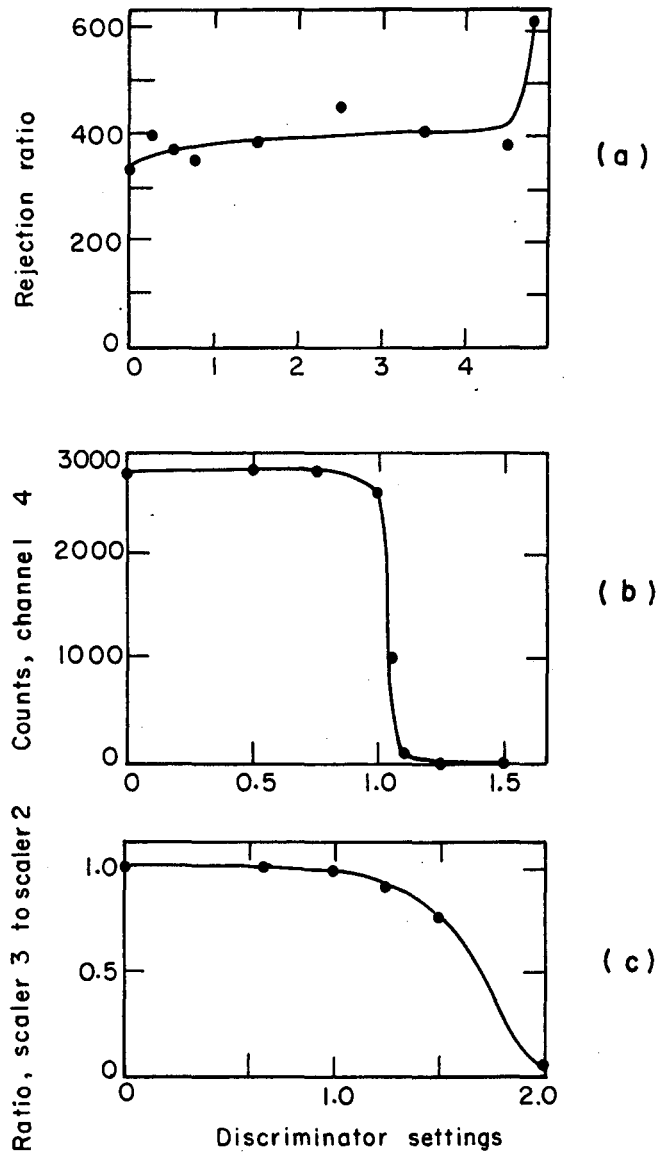 Rejection ratio
600
400
200
0
0 1 2 3 4
(a)
Counts, channel 4
3000
2000
1000
0
0 0.5 1.0 1.5
(b)
Ratio, scaler 3 to scaler 2
1.0
0.5
0
0 1.0 2.0
(c)
Discriminator settings